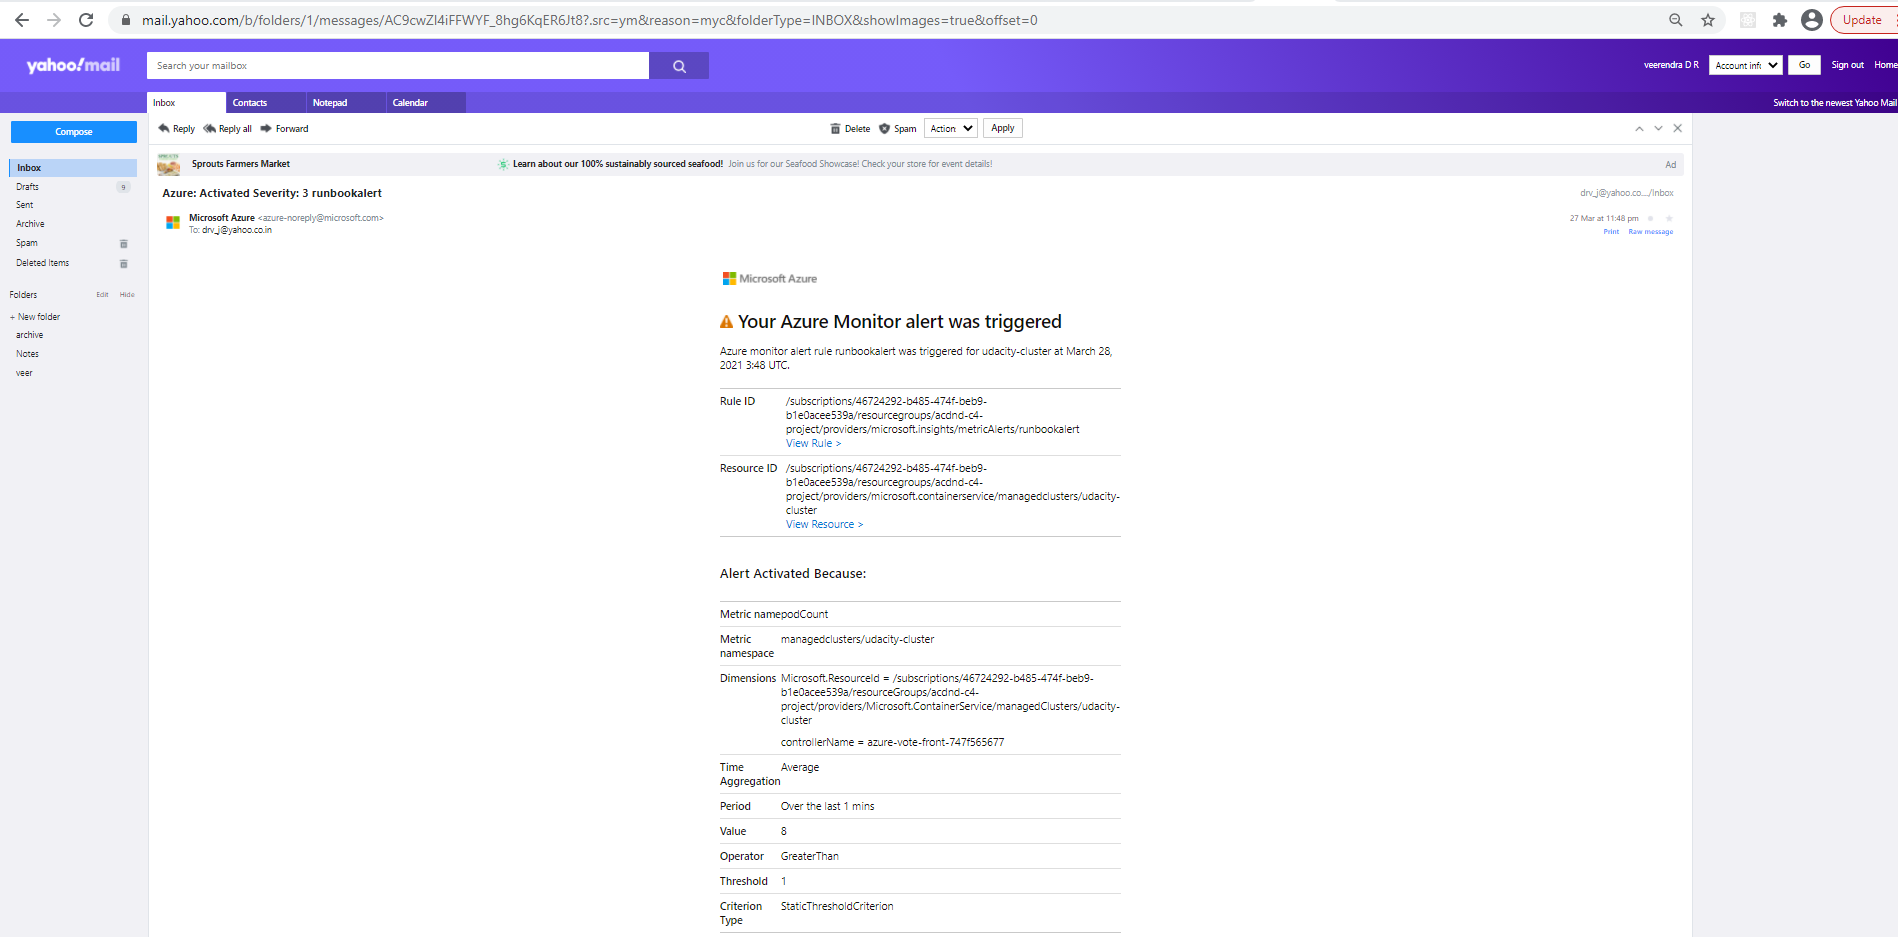 mail.yahoo.com/b/folders/1/messages/AC9cwZI4iFFWYF_8hg6KqER6Jt8?.src=ym&reason=myc&folderType=INBOX&showImages=true&offset=0
Update
yahoo!mail
Search your mailbox
veerendra D R
Account info
Go
Sign out
Home
Inbox
Contacts
Notepad
Calendar
Switch to the newest Yahoo Mail
Compose
Reply
Reply all
Forward
Delete
Spam
Action
Apply
Inbox
Drafts
9
Sent
Archive
Spam
Deleted Items
Folders
Edit
Hide
+ New folder
archive
Notes
veer
Sprouts Farmers Market
Learn about our 100% sustainably sourced seafood! Join us for our Seafood Showcase! Check your store for event details!
Ad
Azure: Activated Severity: 3 runbookalert
drv_j@yahoo.co..../Inbox
Microsoft Azure <azure-noreply@microsoft.com>
To: drv_j@yahoo.co.in
27 Mar at 11:48 pm
Print
Raw message
Microsoft Azure
Your Azure Monitor alert was triggered
Azure monitor alert rule runbookalert was triggered for udacity-cluster at March 28,
2021 3:48 UTC.
Rule ID
/subscriptions/46724292-b485-474f-beb9-
b1e0acee539a/resourcegroups/acdnd-c4-
project/providers/microsoft.insights/metricAlerts/runbookalert
View Rule >
Resource ID
/subscriptions/46724292-b485-474f-beb9-
b1e0acee539a/resourcegroups/acdnd-c4-
project/providers/microsoft.containerservice/managedclusters/udacity-
cluster
View Resource >
Alert Activated Because:
Metric name podCount
Metric
namespace
managedclusters/udacity-cluster
Dimensions
Microsoft.ResourceId = /subscriptions/46724292-b485-474f-beb9-
b1e0acee539a/resourceGroups/acdnd-c4-
project/providers/Microsoft.ContainerService/managedClusters/udacity-
cluster
controllerName = azure-vote-front-747f565677
Time
Aggregation
Average
Period
Over the last 1 mins
Value
8
Operator
GreaterThan
Threshold
1
Criterion
Type
StaticThresholdCriterion